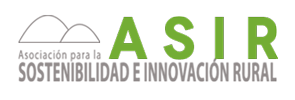 Asociación para la ASIR
SOSTENIBILIDAD E INNOVACIÓN RURAL